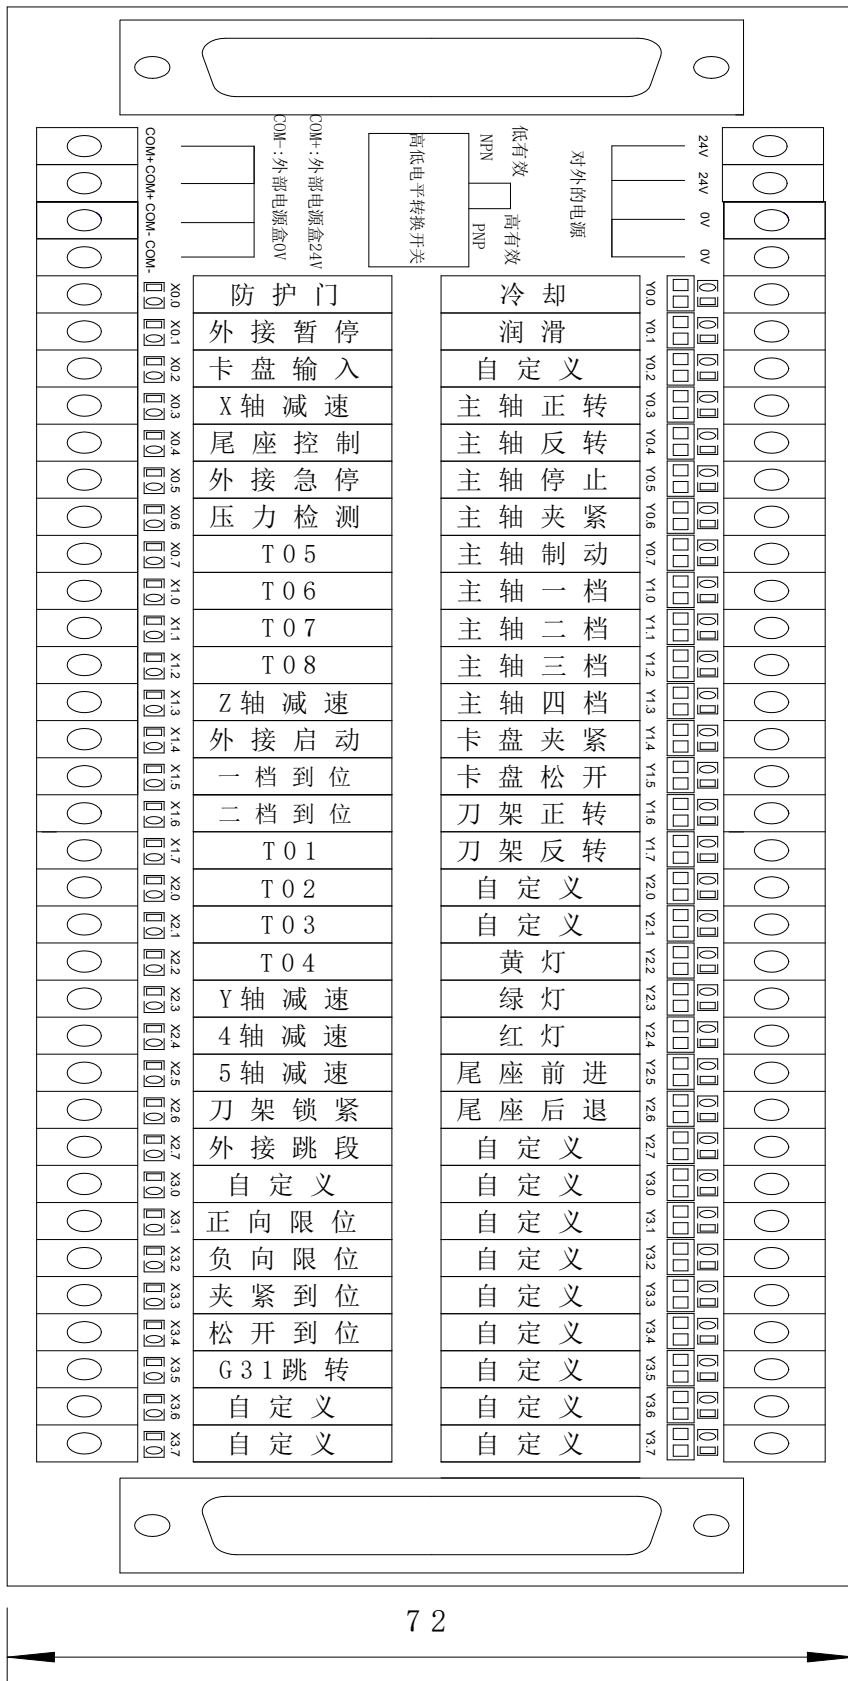 COM+
COM+
COM-
COM-
COM+:外部电源盒24V
COM-:外部电源盒0V
高低电平转换开关
低有效
NPN
高有效
PNP
对外的电源
24V
24V
0V
0V
X0.0 防护门 冷却 Y0.0
X0.1 外接暂停 润滑 Y0.1
X0.2 卡盘输入 自定义 Y0.2
X0.3 X轴减速 主轴正转 Y0.3
X0.4 尾座控制 主轴反转 Y0.4
X0.5 外接急停 主轴停止 Y0.5
X0.6 压力检测 主轴夹紧 Y0.6
X0.7 T05 主轴制动 Y0.7
X1.0 T06 主轴一档 Y1.0
X1.1 T07 主轴二档 Y1.1
X1.2 T08 主轴三档 Y1.2
X1.3 Z轴减速 主轴四档 Y1.3
X1.4 外接启动 卡盘夹紧 Y1.4
X1.5 一档到位 卡盘松开 Y1.5
X1.6 二档到位 刀架正转 Y1.6
X1.7 T01 刀架反转 Y1.7
X2.0 T02 自定义 Y2.0
X2.1 T03 自定义 Y2.1
X2.2 T04 黄灯 Y2.2
X2.3 Y轴减速 绿灯 Y2.3
X2.4 4轴减速 红灯 Y2.4
X2.5 5轴减速 尾座前进 Y2.5
X2.6 刀架锁紧 尾座后退 Y2.6
X2.7 外接跳段 自定义 Y2.7
X3.0 自定义 自定义 Y3.0
X3.1 正向限位 自定义 Y3.1
X3.2 负向限位 自定义 Y3.2
X3.3 夹紧到位 自定义 Y3.3
X3.4 松开到位 自定义 Y3.4
X3.5 G31跳转 自定义 Y3.5
X3.6 自定义 自定义 Y3.6
X3.7 自定义 自定义 Y3.7
72